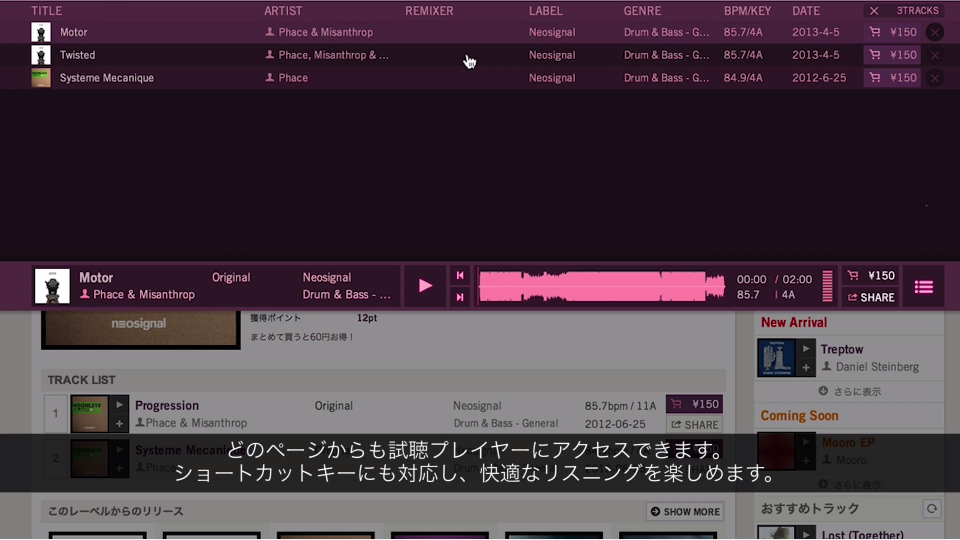 TITLE ARTIST REMIXER LABEL GENRE BPM/KEY DATE 3TRACKS
Motor Phace & Misanthrop Neosignal Drum & Bass - G... 85.7/4A 2013-4-5 ¥150
Twisted Phace, Misanthrop & ... Neosignal Drum & Bass - G... 85.7/4A 2013-4-5 ¥150
Systeme Mecanique Phace Neosignal Drum & Bass - G... 84.9/4A 2012-6-25 ¥150
Motor Original Neosignal 00:00 / 02:00 ¥150
Phace & Misanthrop Drum & Bass - ... 85.7 | 4A SHARE
neosignal
獲得ポイント 12pt
まとめて買うと60円お得!
New Arrival
TREPTOW
Treptow
Daniel Steinberg
さらに表示
TRACK LIST
1 Progression Original Neosignal 85.7bpm / 11A ¥150
Phace & Misanthrop Drum & Bass - General 2012-06-25 SHARE
Coming Soon
2 Systeme Mecani
Phac
Mooro EP
Mooro
さらに表示
どのページからも試聴プレイヤーにアクセスできます。
ショートカットキーにも対応し、快適なリスニングを楽しめます。
このレーベルからのリリース SHOW MORE
おすすめトラック
Lost (Together)